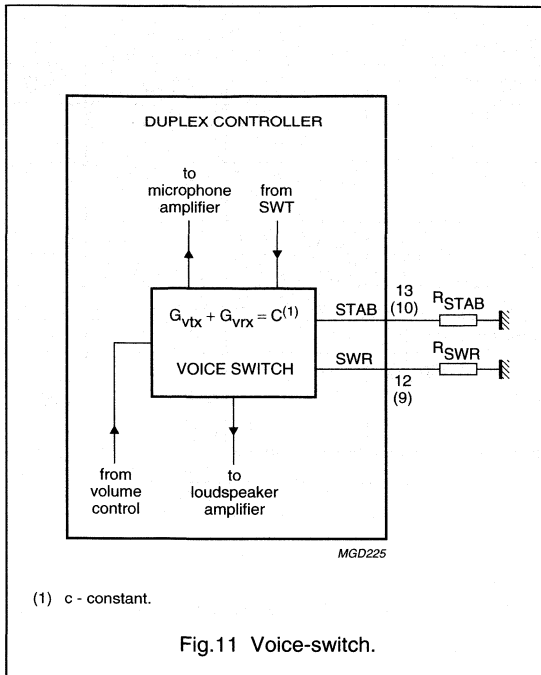 DUPLEX CONTROLLER
to
microphone
amplifier
from
SWT
Gvtx + Gvrx = C(1)
VOICE SWITCH
STAB
13
(10)
RSTAB
SWR
12
(9)
RSWR
from
volume
control
to
loudspeaker
amplifier
MGD225
(1) c - constant.
Fig.11 Voice-switch.